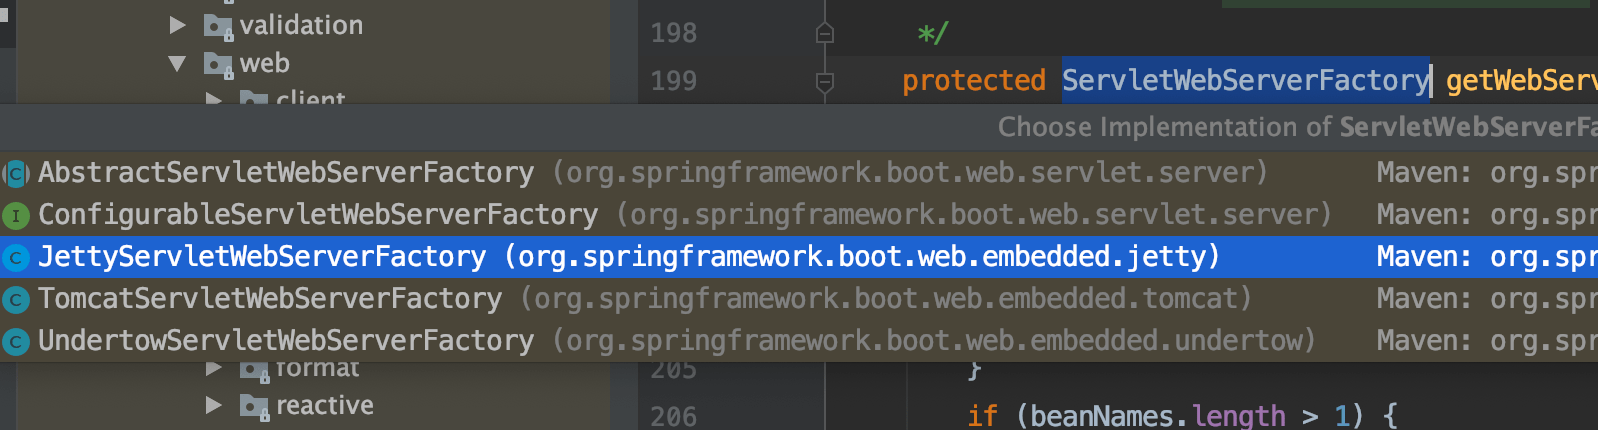 validation
198 */
web
199 protected ServletWebServerFactory getWebServ
client
Choose Implementation of ServletWebServerFa
C AbstractServletWebServerFactory (org.springframework.boot.web.servlet.server) Maven: org.spr
I ConfigurableServletWebServerFactory (org.springframework.boot.web.servlet.server) Maven: org.spr
C JettyServletWebServerFactory (org.springframework.boot.web.embedded.jetty) Maven: org.spr
C TomcatServletWebServerFactory (org.springframework.boot.web.embedded.tomcat) Maven: org.spr
C UndertowServletWebServerFactory (org.springframework.boot.web.embedded.undertow) Maven: org.spr
format
205 }
reactive
206 if (beanNames.length > 1) {